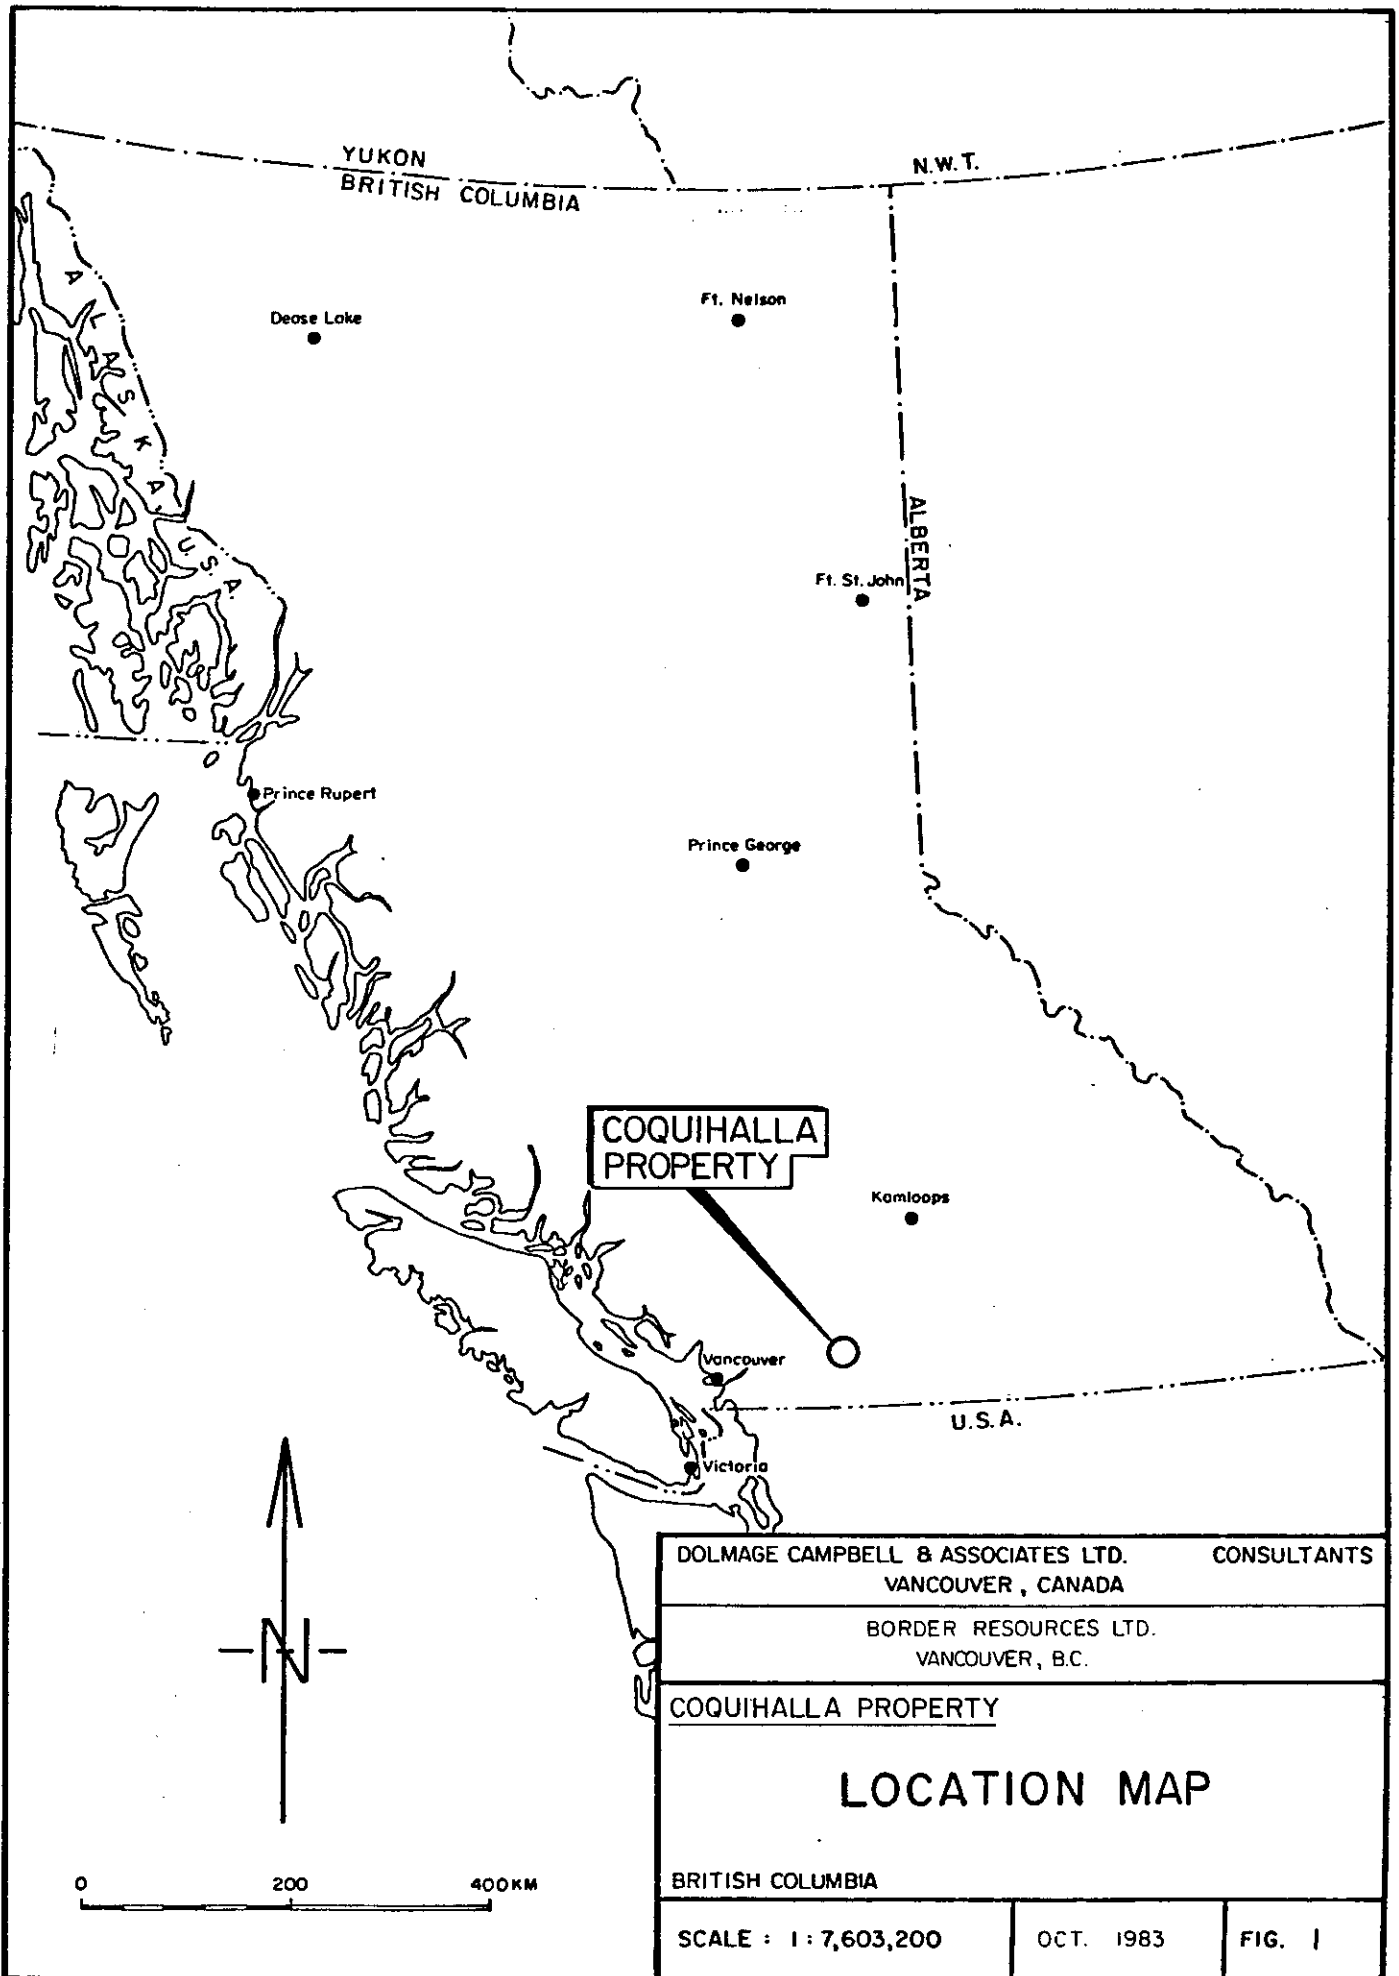 YUKON
BRITISH COLUMBIA
N.W.T.
ALASKA,
U.S.A.
Dease Lake
Ft. Nelson
ALBERTA
Ft. St. John
Prince Rupert
Prince George
COQUIHALLA
PROPERTY
Kamloops
Vancouver
U.S.A.
Victoria
N
0 200 400 KM
DOLMAGE CAMPBELL & ASSOCIATES LTD. CONSULTANTS
VANCOUVER, CANADA
BORDER RESOURCES LTD.
VANCOUVER, B.C.
COQUIHALLA PROPERTY
LOCATION MAP
BRITISH COLUMBIA
SCALE : 1 : 7,603,200
OCT. 1983
FIG. 1